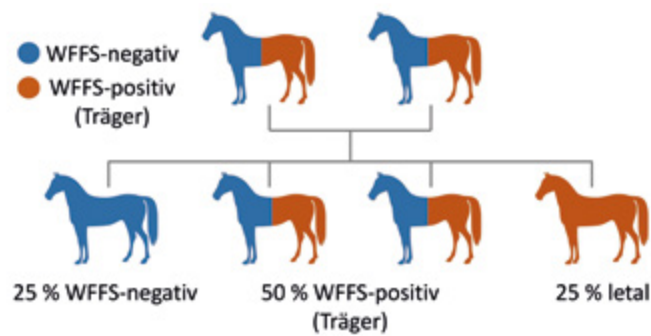 WFFS-negativ
WFFS-positiv
(Träger)
25 % WFFS-negativ
50 % WFFS-positiv
(Träger)
25 % letal